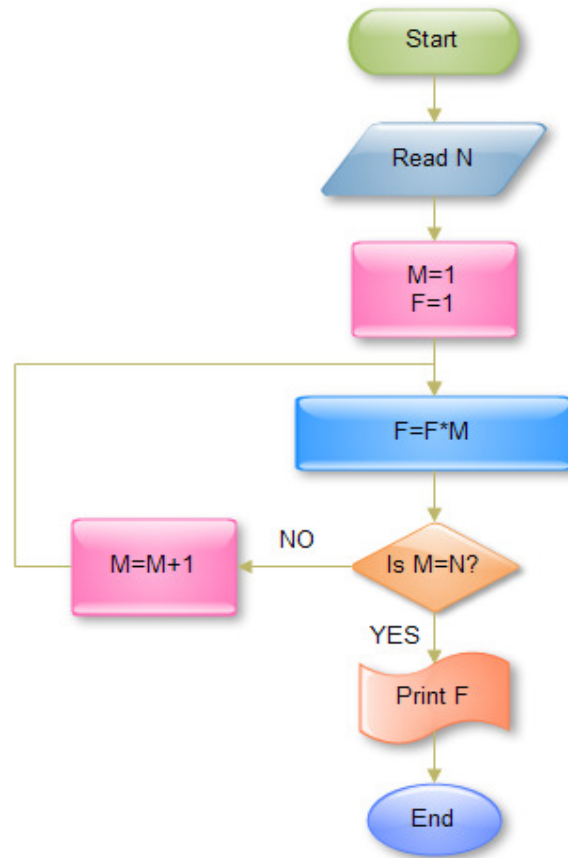 Start
Read N
M=1
F=1
F=F*M
Is M=N?
NO
M=M+1
YES
Print F
End